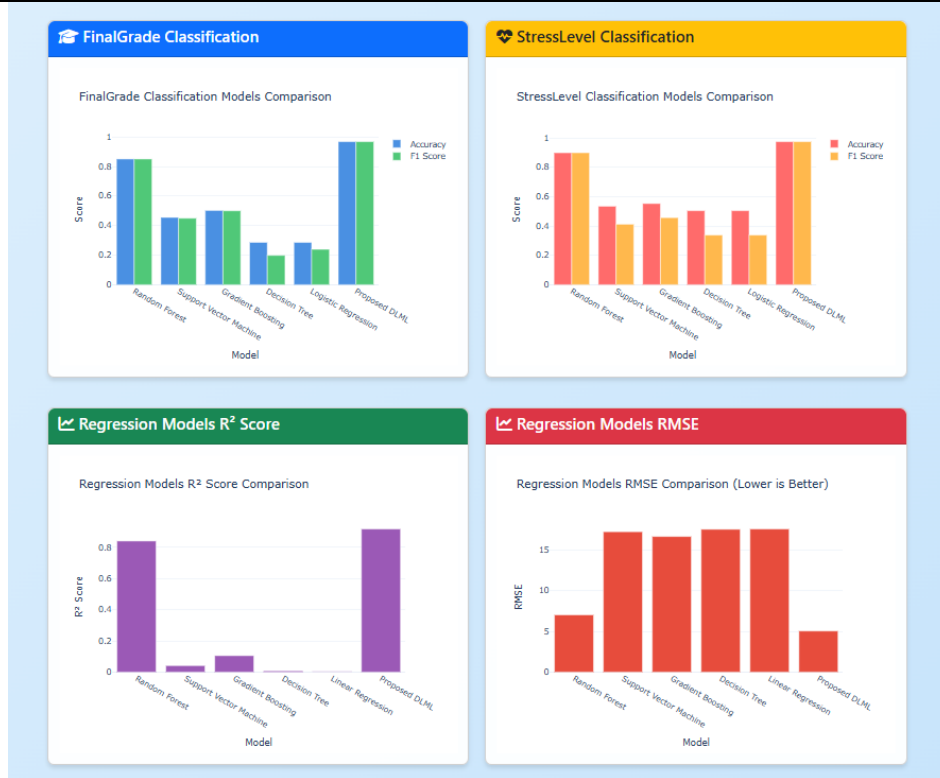 FinalGrade Classification
FinalGrade Classification Models Comparison
Accuracy
F1 Score
1
0.8
0.6
0.4
0.2
0
Score
Random Forest
Support Vector Machine
Gradient Boosting
Decision Tree
Logistic Regression
Proposed DLML
Model
StressLevel Classification
StressLevel Classification Models Comparison
Accuracy
F1 Score
1
0.8
0.6
0.4
0.2
0
Score
Random Forest
Support Vector Machine
Gradient Boosting
Decision Tree
Logistic Regression
Proposed DLML
Model
Regression Models R² Score
Regression Models R² Score Comparison
0.8
0.6
0.4
0.2
0
R² Score
Random Forest
Support Vector Machine
Gradient Boosting
Decision Tree
Linear Regression
Proposed DLML
Model
Regression Models RMSE
Regression Models RMSE Comparison (Lower is Better)
15
10
5
0
RMSE
Random Forest
Support Vector Machine
Gradient Boosting
Decision Tree
Linear Regression
Proposed DLML
Model